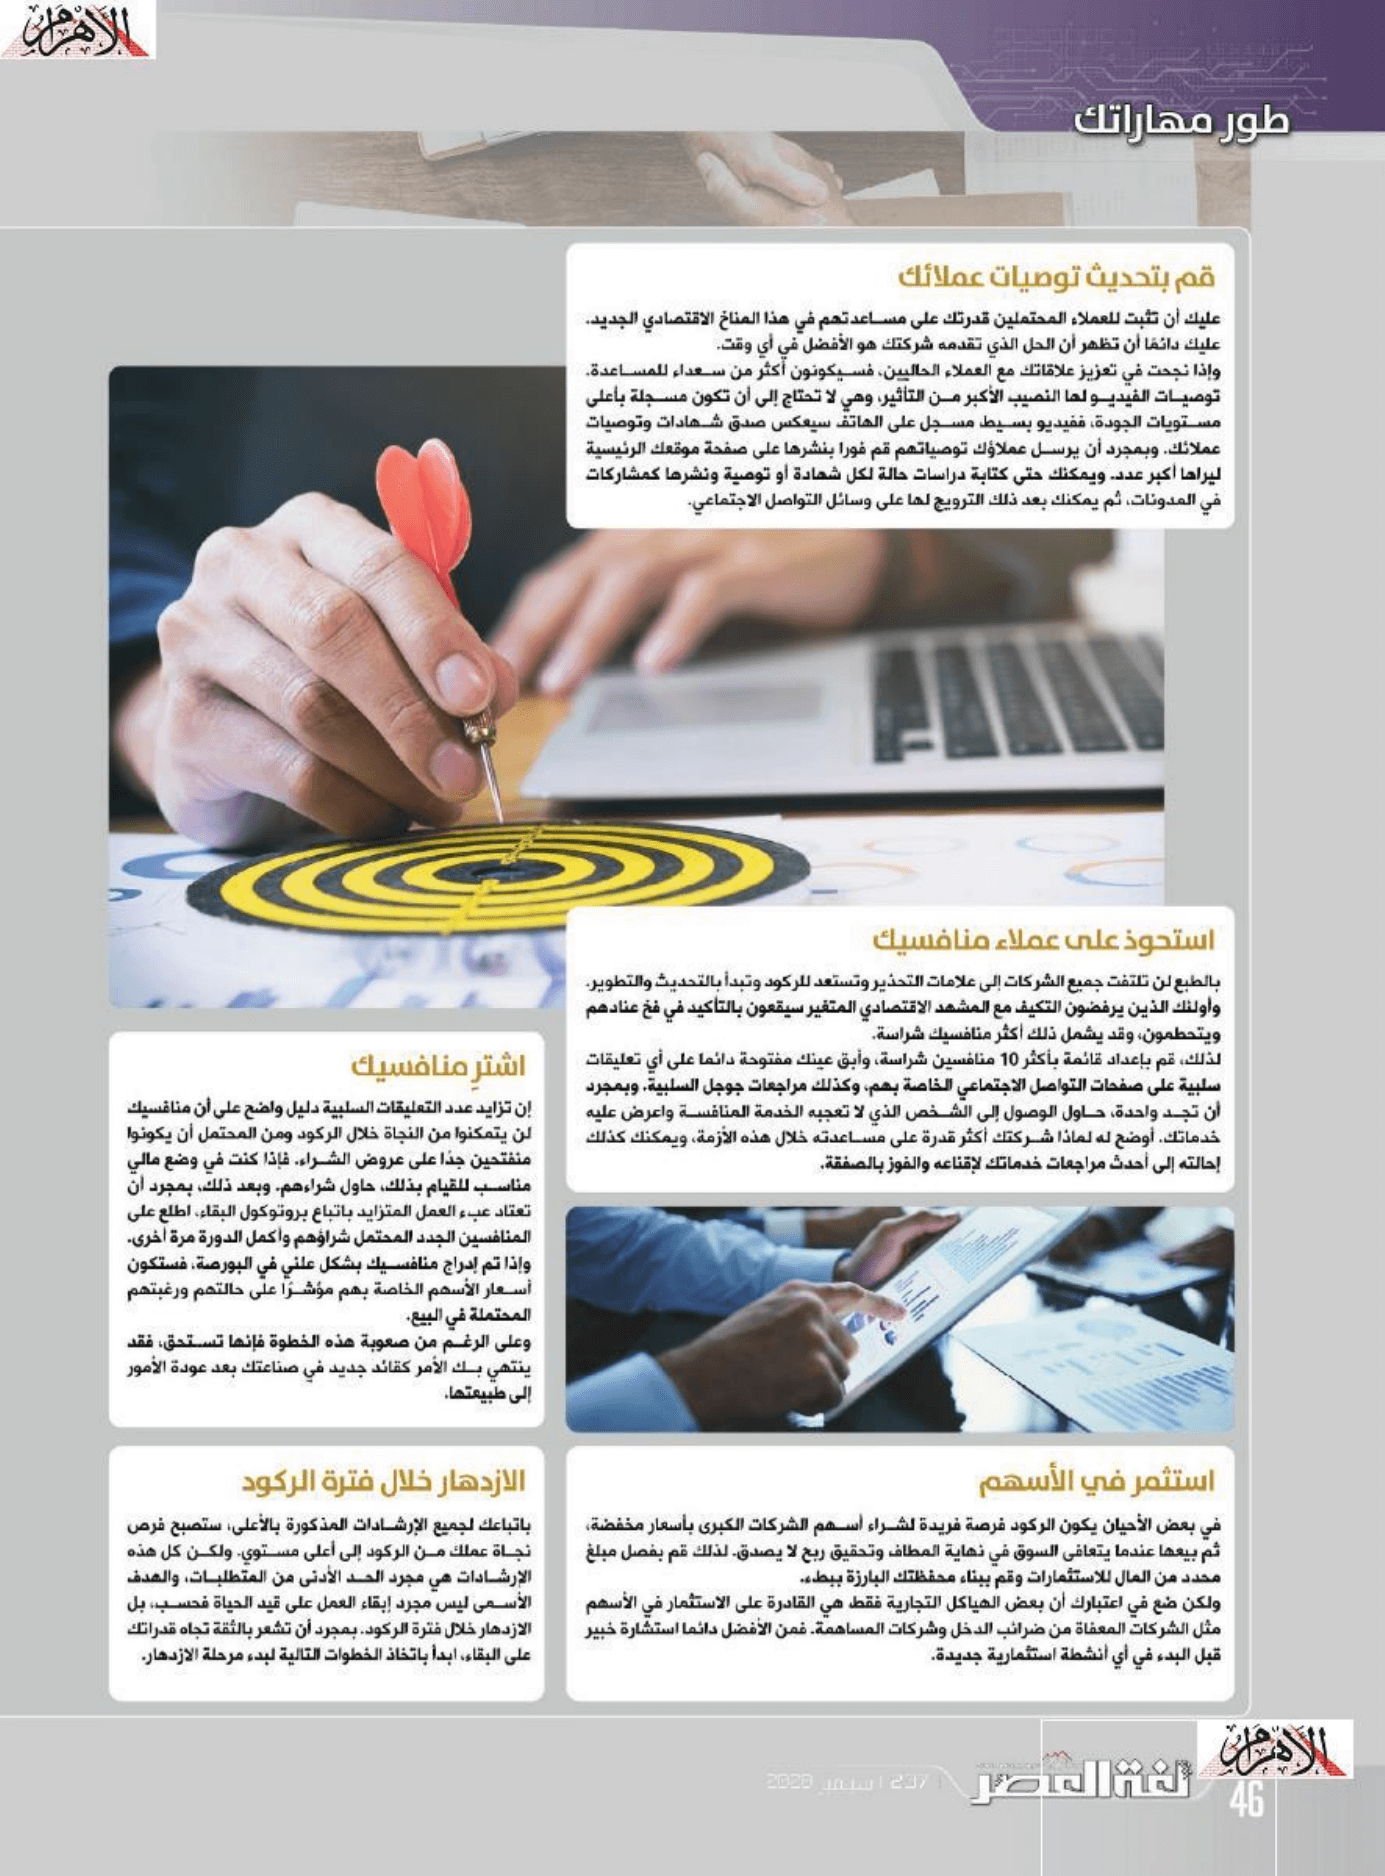 الأهرام
طور مهاراتك
قم بتحديث توصيات عملائك
عليك أن تثبت للعملاء المحتملين قدرتك على مساعدتهم في هذا المناخ الاقتصادي الجديد.
عليك دائمًا أن تظهر أن الحل الذي تقدمه شركتك هو الأفضل في أي وقت.
وإذا نجحت في تعزيز علاقاتك مع العملاء الحاليين، فسيكونون أكثر من سعداء للمساعدة.
توصيات الفيديو لها النصيب الأكبر من التأثير، وهي لا تحتاج إلى أن تكون مسجلة بأعلى
مستويات الجودة، ففيديو بسيط مسجل على الهاتف سيعكس صدق شهادات وتوصيات
عملائك. وبمجرد أن يرسل عملاؤك توصياتهم قم فورا بنشرها على صفحة موقعك الرئيسية
ليراها أكبر عدد. ويمكنك حتى كتابة دراسات حالة لكل شهادة أو توصية ونشرها كمشاركات
في المدونات، ثم يمكنك بعد ذلك الترويج لها على وسائل التواصل الاجتماعي.
استحوذ على عملاء منافسيك
بالطبع لن تلتفت جميع الشركات إلى علامات التحذير وتستعد للركود وتبدأ بالتحديث والتطوير.
وأولئك الذين يرفضون التكيف مع المشهد الاقتصادي المتغير سيقعون بالتأكيد في فخ عنادهم
ويتحطمون، وقد يشمل ذلك أكثر منافسيك شراسة.
لذلك، قم بإعداد قائمة بأكثر 10 منافسين شراسة، وأبق عينك مفتوحة دائما على أي تعليقات
سلبية على صفحات التواصل الاجتماعي الخاصة بهم، وكذلك مراجعات جوجل السلبية. وبمجرد
أن تجد واحدة، حاول الوصول إلى الشخص الذي لا تعجبه الخدمة المنافسة واعرض عليه
خدماتك. أوضح له لماذا شركتك أكثر قدرة على مساعدته خلال هذه الأزمة، ويمكنك كذلك
إحالته إلى أحدث مراجعات خدماتك لإقناعه والفوز بالصفقة.
اشترِ منافسيك
إن تزايد عدد التعليقات السلبية دليل واضح على أن منافسيك
لن يتمكنوا من النجاة خلال الركود ومن المحتمل أن يكونوا
منفتحين جدًا على عروض الشراء. فإذا كنت في وضع مالي
مناسب للقيام بذلك، حاول شراءهم. وبعد ذلك، بمجرد أن
تعتاد عبء العمل المتزايد باتباع بروتوكول البقاء، اطلع على
المنافسين الجدد المحتمل شراؤهم وأكمل الدورة مرة أخرى.
وإذا تم إدراج منافسيك بشكل علني في البورصة، فستكون
أسعار الأسهم الخاصة بهم مؤشرًا على حالتهم ورغبتهم
المحتملة في البيع.
وعلى الرغم من صعوبة هذه الخطوة فإنها تستحق، فقد
ينتهي بك الأمر كقائد جديد في صناعتك بعد عودة الأمور
إلى طبيعتها.
استثمر في الأسهم
في بعض الأحيان يكون الركود فرصة فريدة لشراء أسهم الشركات الكبرى بأسعار مخفضة،
ثم بيعها عندما يتعافى السوق في نهاية المطاف وتحقيق ربح لا يصدق. لذلك قم بفصل مبلغ
محدد من المال للاستثمارات وقم ببناء محفظتك البارزة ببطء.
ولكن ضع في اعتبارك أن بعض الهياكل التجارية فقط هي القادرة على الاستثمار في الأسهم
مثل الشركات المعفاة من ضرائب الدخل وشركات المساهمة. فمن الأفضل دائما استشارة خبير
قبل البدء في أي أنشطة استثمارية جديدة.
الازدهار خلال فترة الركود
باتباعك لجميع الإرشادات المذكورة بالأعلى، ستصبح فرص
نجاة عملك من الركود إلى أعلى مستوي. ولكن كل هذه
الإرشادات هي مجرد الحد الأدنى من المتطلبات، والهدف
الأسمى ليس مجرد إبقاء العمل على قيد الحياة فحسب، بل
الازدهار خلال فترة الركود. بمجرد أن تشعر بالثقة تجاه قدراتك
على البقاء، ابدأ باتخاذ الخطوات التالية لبدء مرحلة الازدهار.
الأهرام
لغة العصر
237 | سبتمبر 2020
46